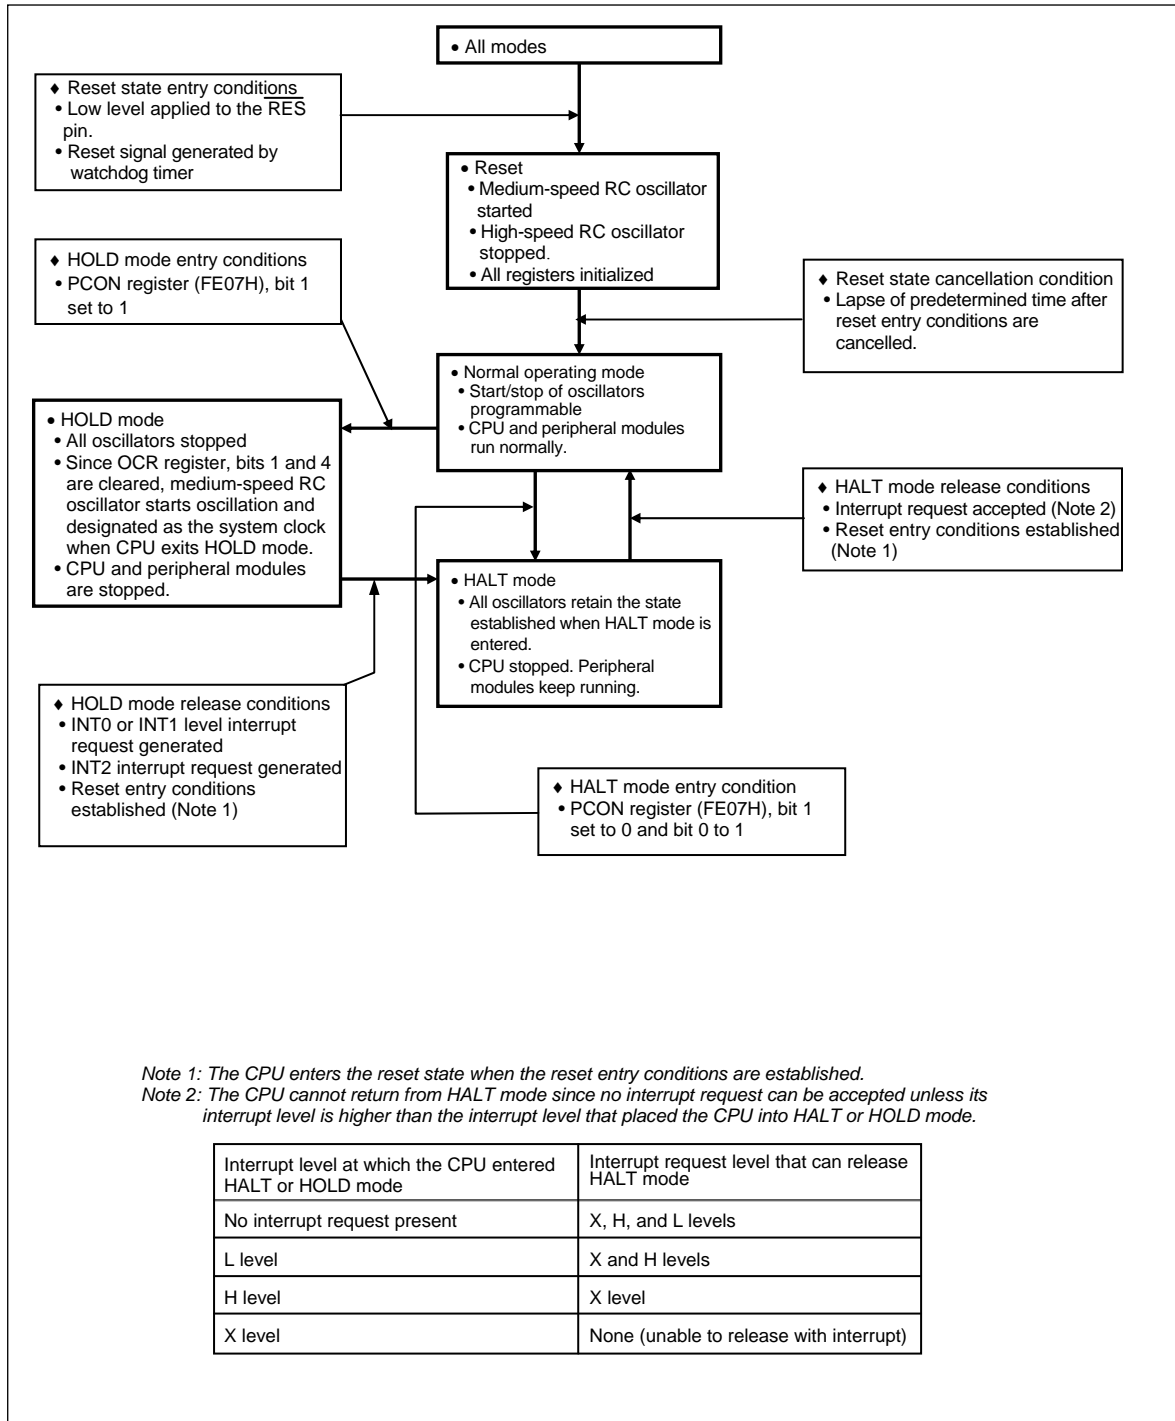 • All modes
♦ Reset state entry conditions
• Low level applied to the RES
pin.
• Reset signal generated by
watchdog timer
• Reset
• Medium-speed RC oscillator
started
• High-speed RC oscillator
stopped.
• All registers initialized
♦ HOLD mode entry conditions
• PCON register (FE07H), bit 1
set to 1
♦ Reset state cancellation condition
• Lapse of predetermined time after
reset entry conditions are
cancelled.
• Normal operating mode
• Start/stop of oscillators
programmable
• CPU and peripheral modules
run normally.
• HOLD mode
• All oscillators stopped
• Since OCR register, bits 1 and 4
are cleared, medium-speed RC
oscillator starts oscillation and
designated as the system clock
when CPU exits HOLD mode.
• CPU and peripheral modules
are stopped.
♦ HALT mode release conditions
• Interrupt request accepted (Note 2)
• Reset entry conditions established
(Note 1)
• HALT mode
• All oscillators retain the state
established when HALT mode is
entered.
• CPU stopped. Peripheral
modules keep running.
♦ HOLD mode release conditions
• INT0 or INT1 level interrupt
request generated
• INT2 interrupt request generated
• Reset entry conditions
established (Note 1)
♦ HALT mode entry condition
• PCON register (FE07H), bit 1
set to 0 and bit 0 to 1
Note 1: The CPU enters the reset state when the reset entry conditions are established.
Note 2: The CPU cannot return from HALT mode since no interrupt request can be accepted unless its
interrupt level is higher than the interrupt level that placed the CPU into HALT or HOLD mode.
Interrupt level at which the CPU entered
HALT or HOLD mode
Interrupt request level that can release
HALT mode
No interrupt request present
X, H, and L levels
L level
X and H levels
H level
X level
X level
None (unable to release with interrupt)